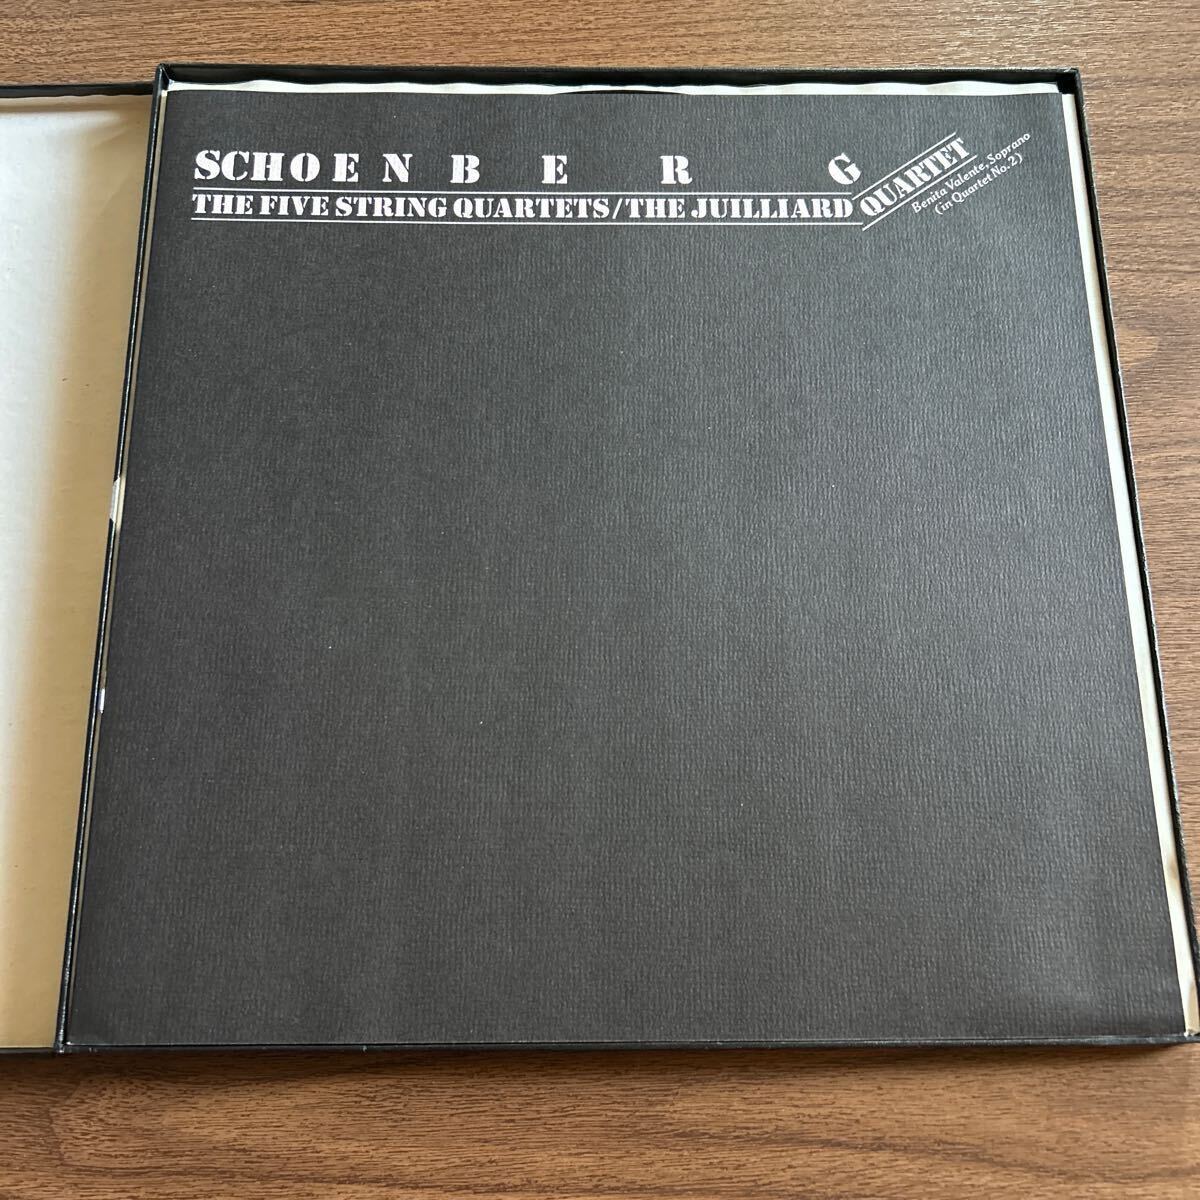 SCHOENBERG
THE FIVE STRING QUARTETS/THE JUILLIARD QUARTET
Benita Valente, Soprano
(in Quartet No. 2)